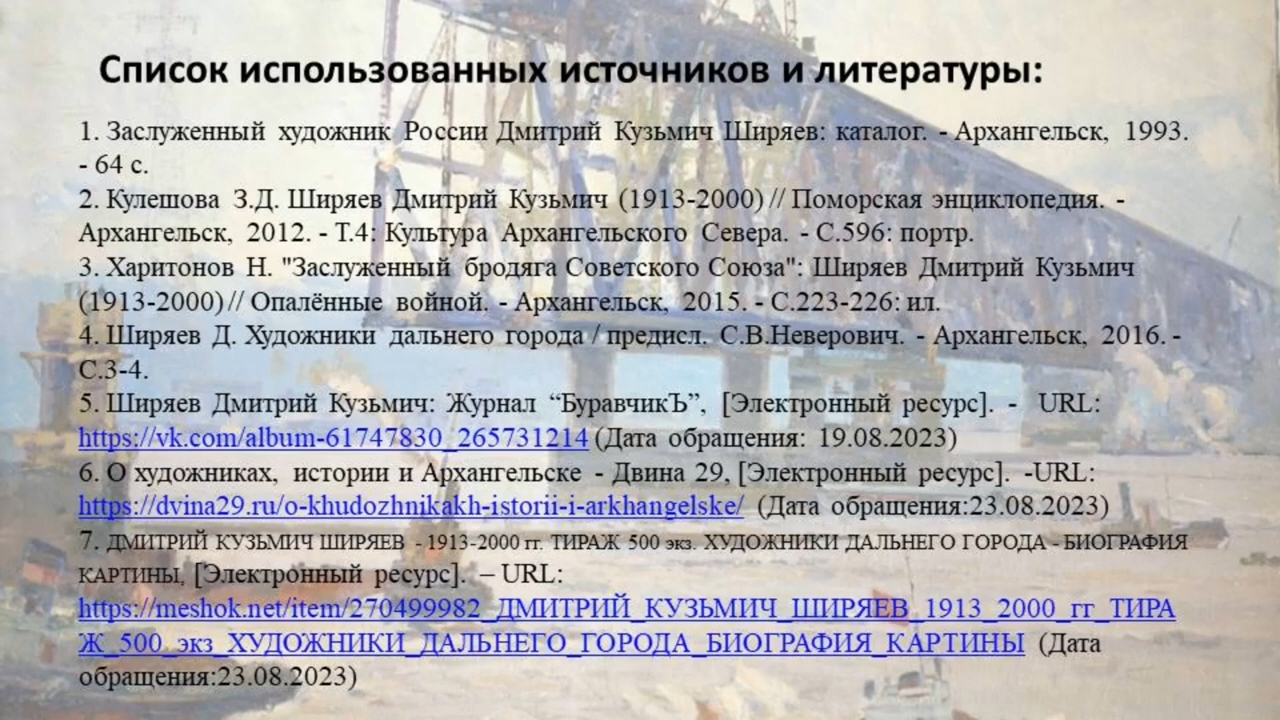 Список использованных источников и литературы:
1. Заслуженный художник России Дмитрий Кузьмич Ширяев: каталог. - Архангельск, 1993.
- 64 с.
2. Кулешова З.Д. Ширяев Дмитрий Кузьмич (1913-2000) // Поморская энциклопедия. -
Архангельск, 2012. - Т.4: Культура Архангельского Севера. - С.596: портр.
3. Харитонов Н. "Заслуженный бродяга Советского Союза": Ширяев Дмитрий Кузьмич
(1913-2000) // Опалённые войной. - Архангельск, 2015. - С.223-226: ил.
4. Ширяев Д. Художники дальнего города / предисл. С.В.Неверович. - Архангельск, 2016. -
С.3-4.
5. Ширяев Дмитрий Кузьмич: Журнал “БуравчикЪ”, [Электронный ресурс]. - URL:
https://vk.com/album-61747830_265731214 (Дата обращения: 19.08.2023)
6. О художниках, истории и Архангельске - Двина 29, [Электронный ресурс]. -URL:
https://dvina29.ru/o-khudozhnikakh-istorii-i-arkhangelske/ (Дата обращения:23.08.2023)
7. ДМИТРИЙ КУЗЬМИЧ ШИРЯЕВ - 1913-2000 гг. ТИРАЖ 500 экз. ХУДОЖНИКИ ДАЛЬНЕГО ГОРОДА - БИОГРАФИЯ
КАРТИНЫ, [Электронный ресурс]. – URL:
https://meshok.net/item/270499982_ДМИТРИЙ_КУЗЬМИЧ_ШИРЯЕВ_1913_2000_гг_ТИРА
Ж_500_экз_ХУДОЖНИКИ_ДАЛЬНЕГО_ГОРОДА_БИОГРАФИЯ_КАРТИНЫ (Дата
обращения:23.08.2023)